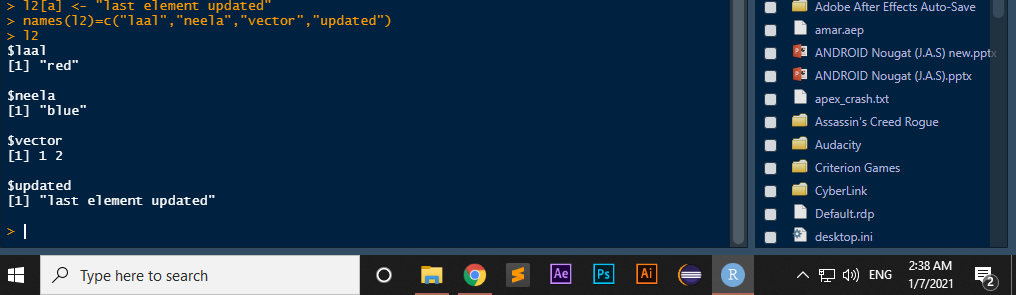 > l2[a] <- "last element updated"
> names(l2)=c("laal","neela","vector","updated")
> l2
$laal
[1] "red"
$neela
[1] "blue"
$vector
[1] 1 2
$updated
[1] "last element updated"
>
Adobe After Effects Auto-Save
amar.aep
ANDROID Nougat (J.A.S) new.pptx
ANDROID Nougat (J.A.S).pptx
apex_crash.txt
Assassin's Creed Rogue
Audacity
Criterion Games
CyberLink
Default.rdp
desktop.ini
Type here to search
Ae
Ps
Ai
R
ENG
2:38 AM
1/7/2021
2